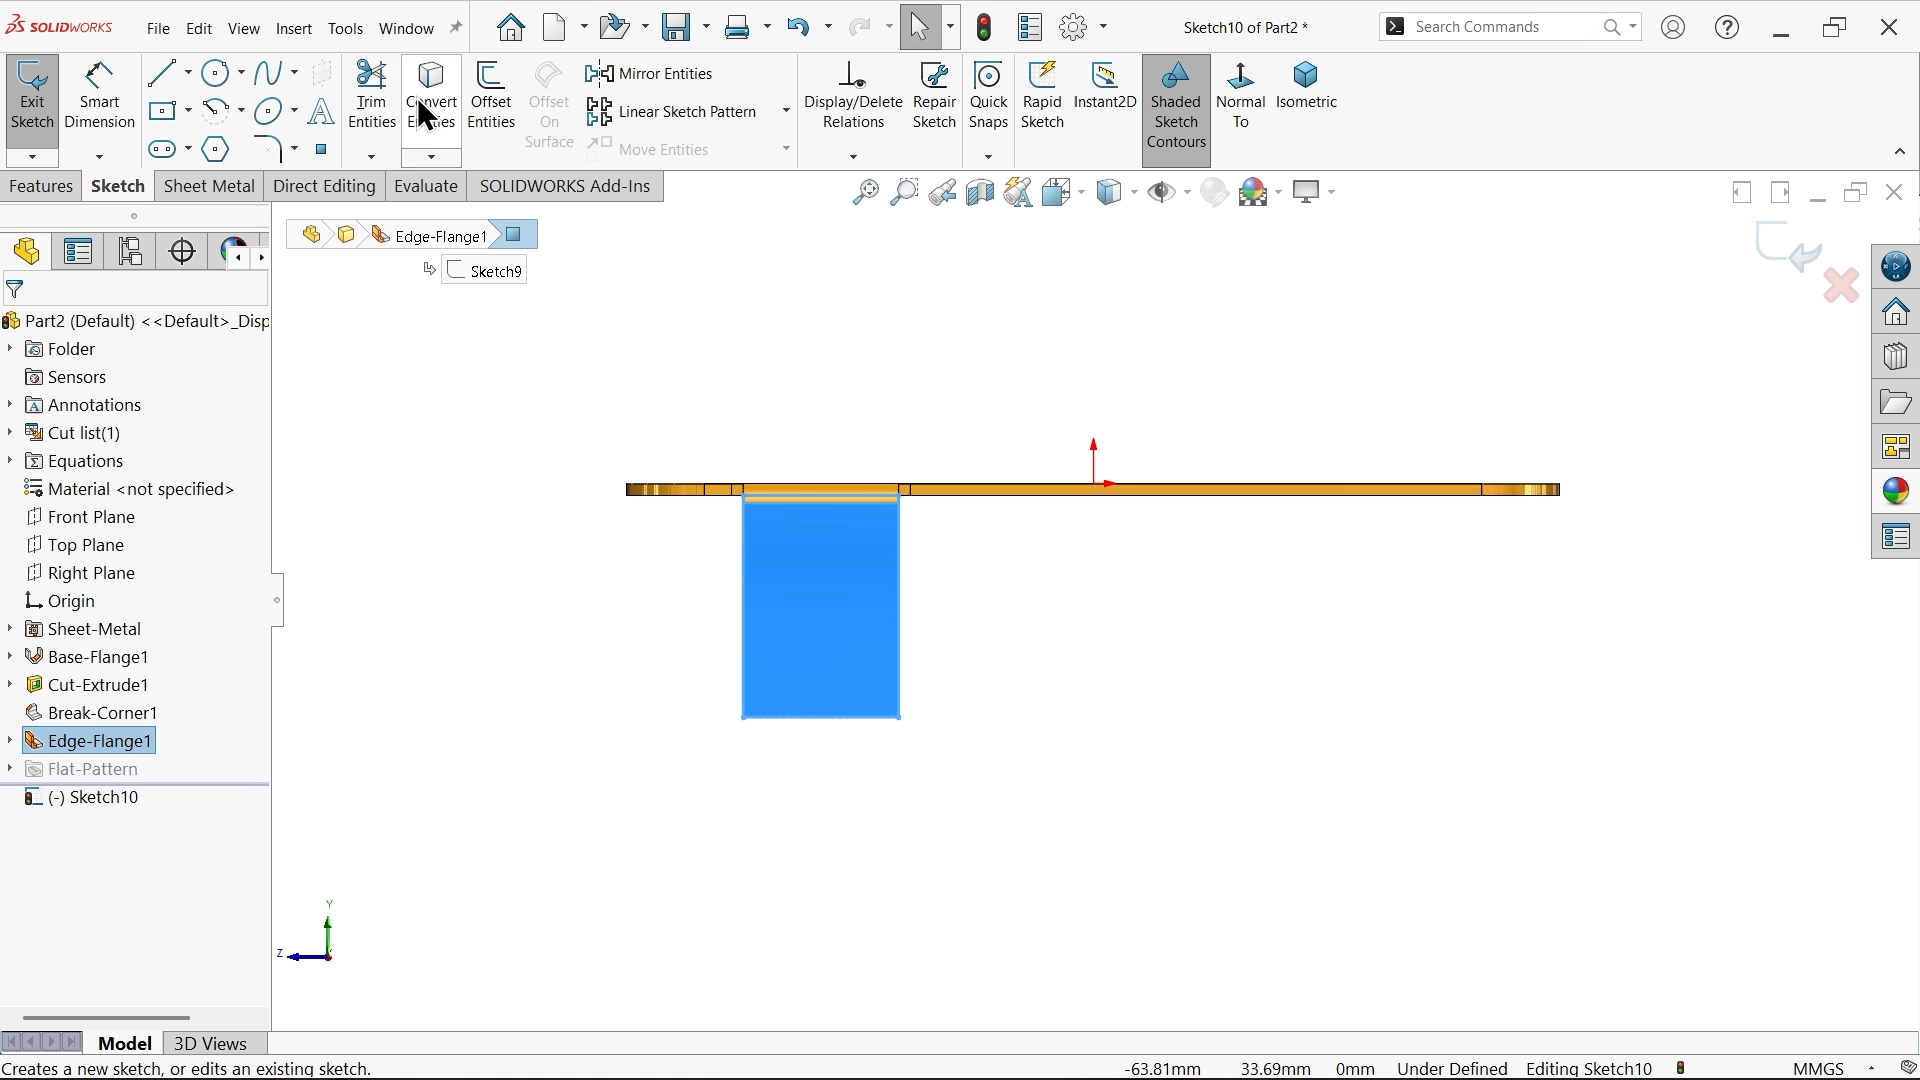 SOLIDWORKS File Edit View Insert Tools Window Sketch10 of Part2 * Search Commands
Exit Sketch
Smart Dimension
Trim Entities
Convert
Offset Entities
Offset On Surface
Mirror Entities
Linear Sketch Pattern
Move Entities
Display/Delete Relations
Repair Sketch
Quick Snaps
Rapid Sketch
Instant2D
Shaded Sketch Contours
Normal To
Isometric
Features Sketch Sheet Metal Direct Editing Evaluate SOLIDWORKS Add-Ins
Edge-Flange1
Sketch9
Part2 (Default) <<Default>_Disp
Folder
Sensors
Annotations
Cut list(1)
Equations
Material <not specified>
Front Plane
Top Plane
Right Plane
Origin
Sheet-Metal
Base-Flange1
Cut-Extrude1
Break-Corner1
Edge-Flange1
Flat-Pattern
(-) Sketch10
Y
Z
Model 3D Views
Creates a new sketch, or edits an existing sketch. -63.81mm 33.69mm 0mm Under Defined Editing Sketch10 MMGS